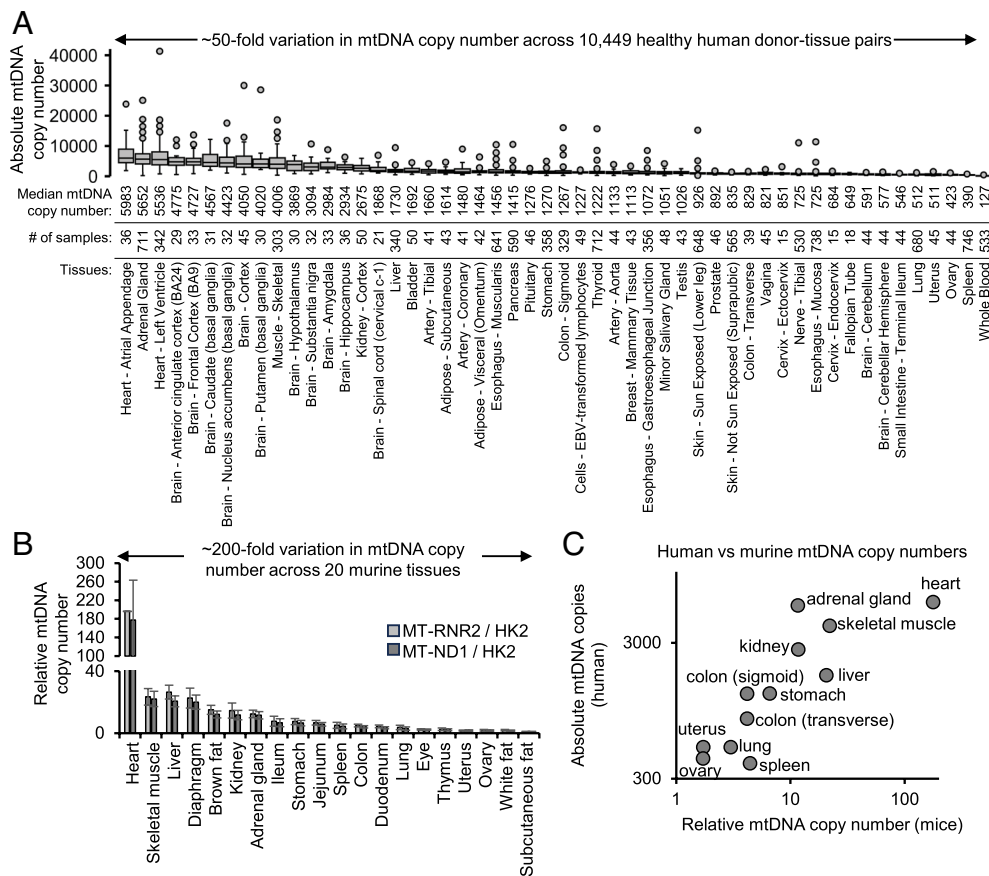 A
~50-fold variation in mtDNA copy number across 10,449 healthy human donor-tissue pairs
Absolute mtDNA
copy number
40000
30000
20000
10000
0
Median mtDNA
copy number:
5983 5652 5536 4775 4727 4567 4423 4050 4020 4006 3869 3094 2984 2934 2675 1868 1730 1692 1660 1614 1480 1464 1456 1415 1276 1270 1267 1227 1222 1133 1113 1072 1051 1026 928 892 835 829 821 851 725 725 684 649 591 577 546 512 511 423 390 127
# of samples:
36 711 342 29 33 31 32 45 30 303 30 32 33 36 50 21 340 50 41 43 41 42 641 590 46 358 329 46 712 44 43 356 48 43 648 46 565 39 45 15 530 738 15 18 44 32 44 680 45 44 746 533
Tissues:
Heart - Atrial Appendage
Adrenal Gland
Heart - Left Ventricle
Brain - Anterior cingulate cortex (BA24)
Brain - Frontal Cortex (BA9)
Brain - Caudate (basal ganglia)
Brain - Nucleus accumbens (basal ganglia)
Brain - Cortex
Brain - Putamen (basal ganglia)
Muscle - Skeletal
Brain - Hypothalamus
Brain - Substantia nigra
Brain - Amygdala
Brain - Hippocampus
Kidney - Cortex
Brain - Spinal cord (cervical c-1)
Liver
Bladder
Artery - Tibial
Adipose - Subcutaneous
Artery - Coronary
Adipose - Visceral (Omentum)
Esophagus - Muscularis
Pancreas
Pituitary
Stomach
Colon - Sigmoid
Cells - EBV-transformed lymphocytes
Thyroid
Artery - Aorta
Breast - Mammary Tissue
Esophagus - Gastroesophageal Junction
Minor Salivary Gland
Testis
Skin - Sun Exposed (Lower leg)
Prostate
Skin - Not Sun Exposed (Suprapubic)
Colon - Transverse
Vagina
Cervix - Ectocervix
Nerve - Tibial
Esophagus - Mucosa
Cervix - Endocervix
Fallopian Tube
Brain - Cerebellum
Brain - Cerebellar Hemisphere
Small Intestine - Terminal Ileum
Lung
Uterus
Ovary
Spleen
Whole Blood
B
~200-fold variation in mtDNA copy
number across 20 murine tissues
Relative mtDNA
copy number
300
260
220
180
140
100
40
0
MT-RNR2 / HK2
MT-ND1 / HK2
Heart
Skeletal muscle
Liver
Diaphragm
Brown fat
Kidney
Adrenal gland
Ileum
Stomach
Jejunum
Spleen
Colon
Duodenum
Lung
Eye
Thymus
Uterus
Ovary
White fat
Subcutaneous fat
C
Human vs murine mtDNA copy numbers
Absolute mtDNA copies
(human)
3000
300
heart
adrenal gland
skeletal muscle
kidney
liver
colon (sigmoid)
stomach
colon (transverse)
uterus
lung
spleen
ovary
1 10 100
Relative mtDNA copy number (mice)